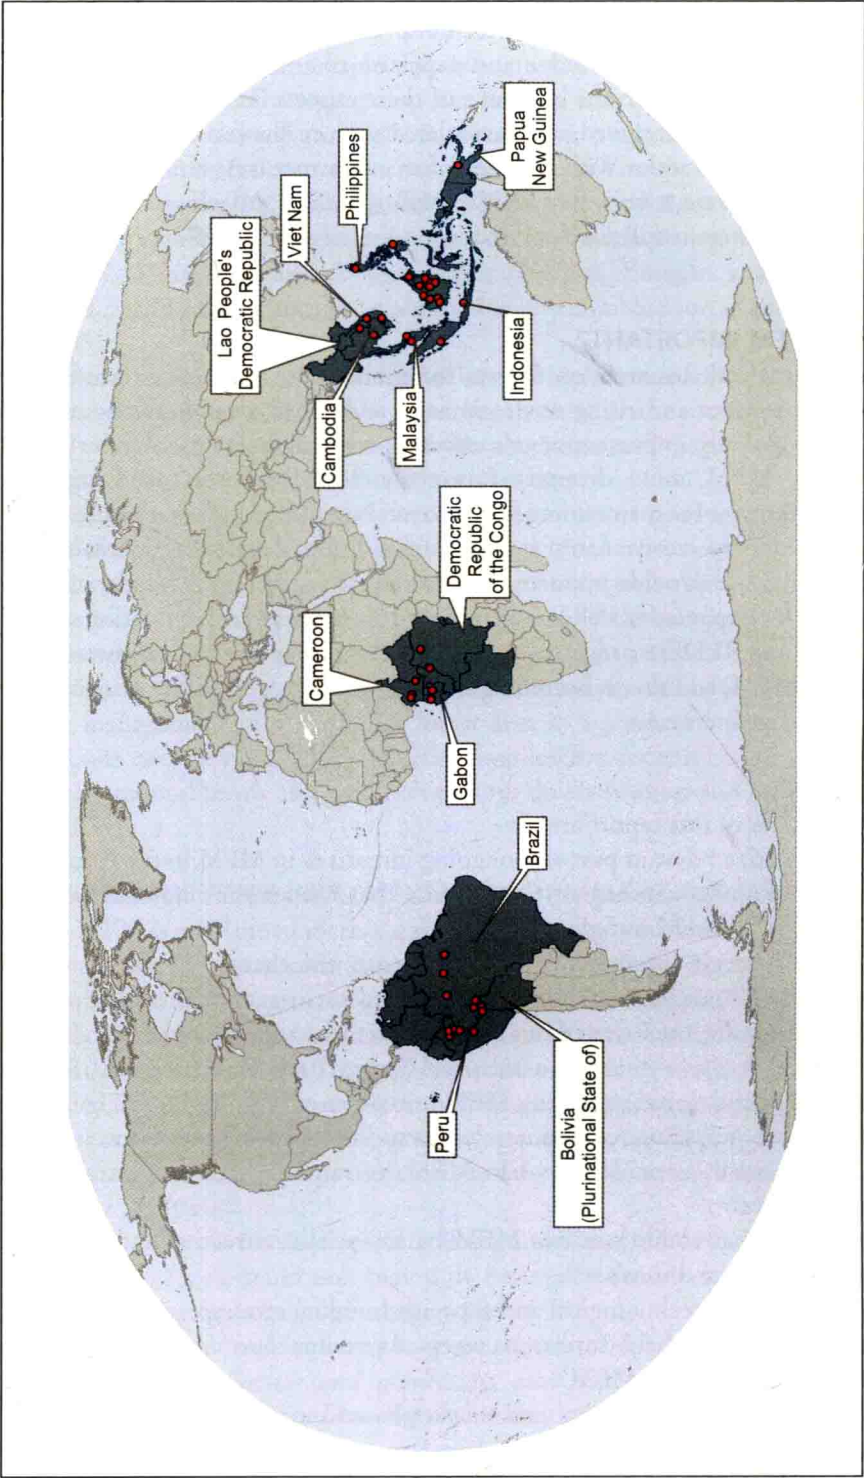 Peru
Bolivia
(Plurinational State of)
Brazil
Gabon
Cameroon
Democratic
Republic
of the Congo
Cambodia
Malaysia
Indonesia
Lao People's
Democratic Republic
Viet Nam
Philippines
Papua
New Guinea